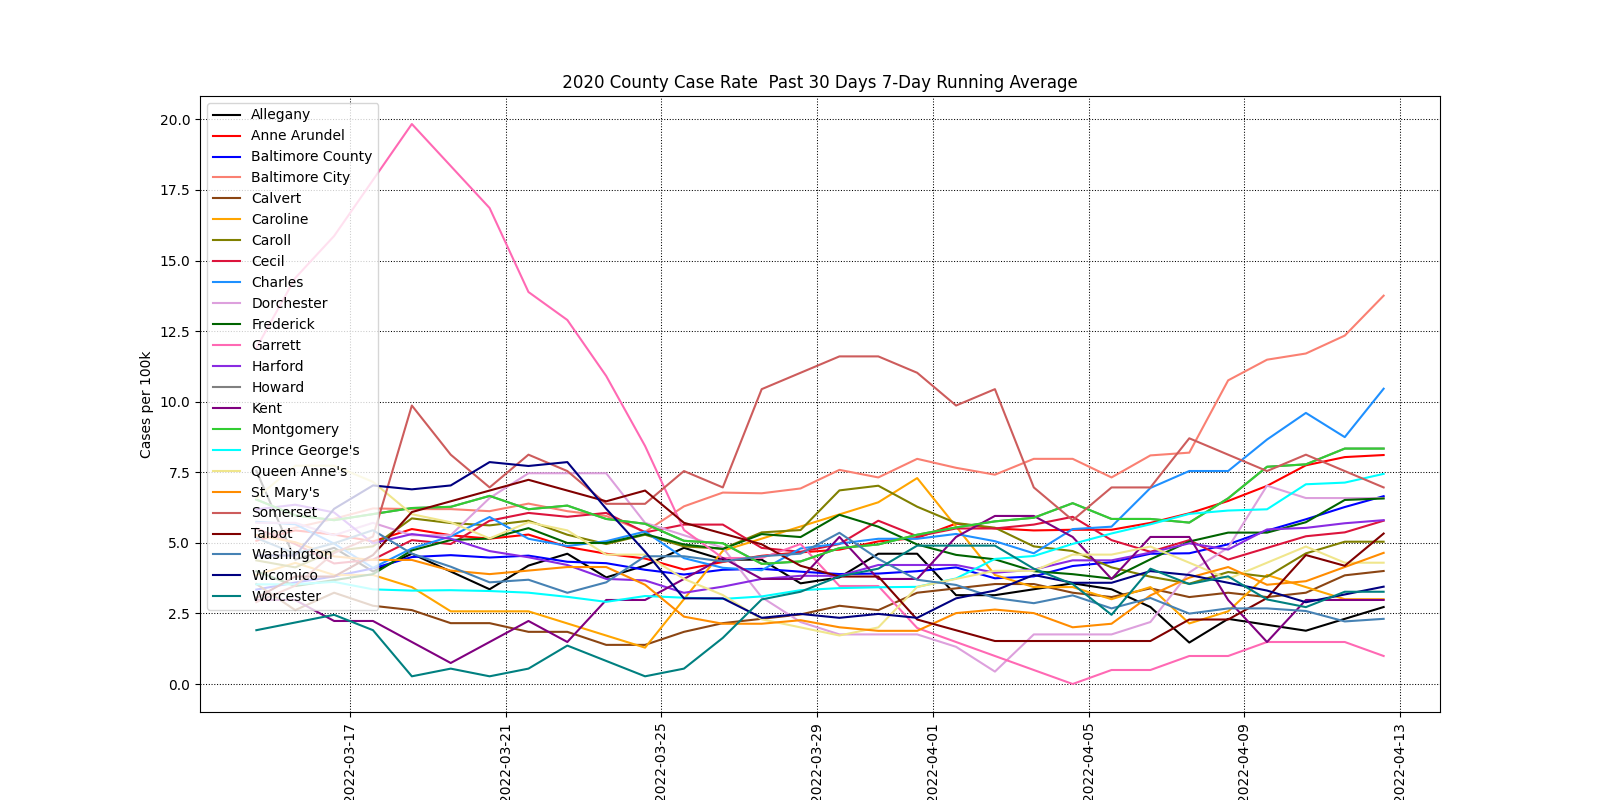 2020 County Case Rate  Past 30 Days 7-Day Running Average
Cases per 100k
20.0
17.5
15.0
12.5
10.0
7.5
5.0
2.5
0.0
Allegany
Anne Arundel
Baltimore County
Baltimore City
Calvert
Caroline
Caroll
Cecil
Charles
Dorchester
Frederick
Garrett
Harford
Howard
Kent
Montgomery
Prince George's
Queen Anne's
St. Mary's
Somerset
Talbot
Washington
Wicomico
Worcester
2022-03-17
2022-03-21
2022-03-25
2022-03-29
2022-04-01
2022-04-05
2022-04-09
2022-04-13